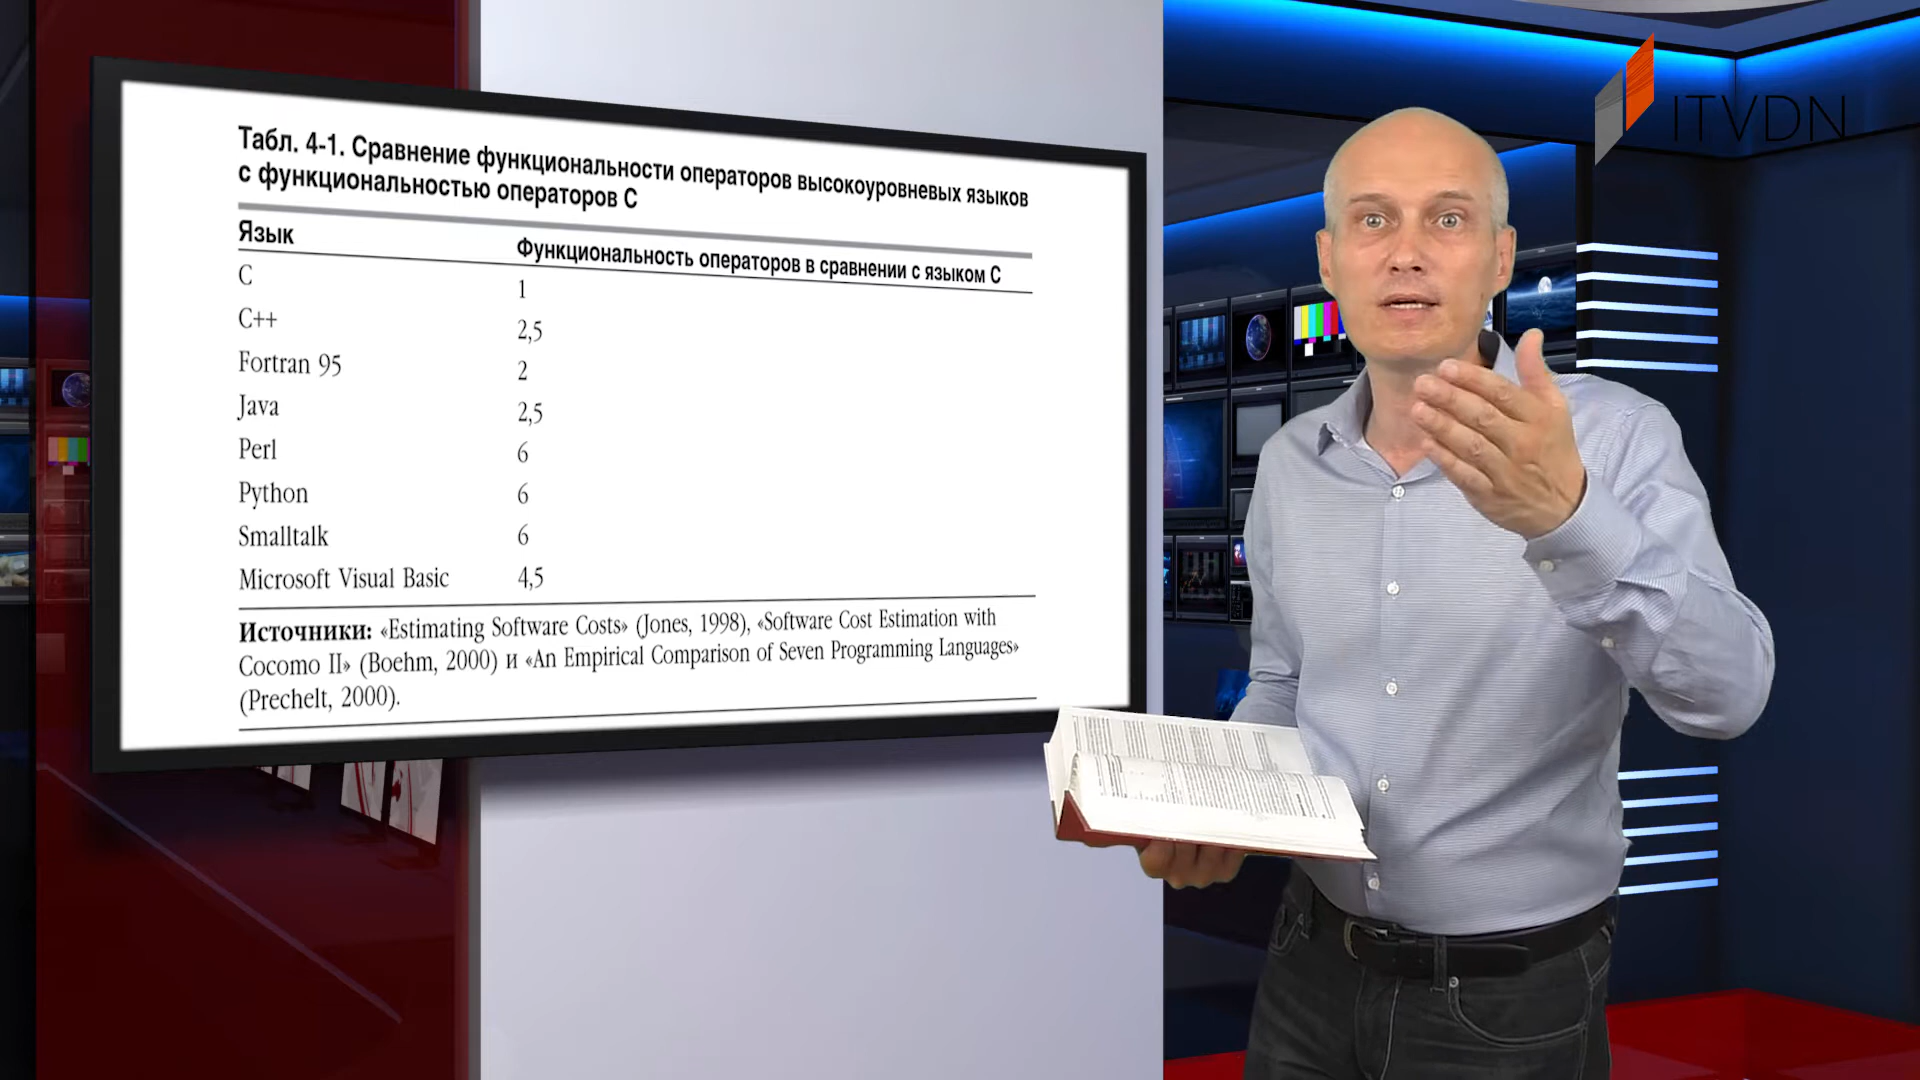 ITVDN
Табл. 4-1. Сравнение функциональности операторов высокоуровневых языков
с функциональностью операторов С
Язык Функциональность операторов в сравнении с языком С
C 1
C++ 2,5
Fortran 95 2
Java 2,5
Perl 6
Python 6
Smalltalk 6
Microsoft Visual Basic 4,5
Источники: «Estimating Software Costs» (Jones, 1998), «Software Cost Estimation with
Cocomo II» (Boehm, 2000) и «An Empirical Comparison of Seven Programming Languages»
(Prechelt, 2000).